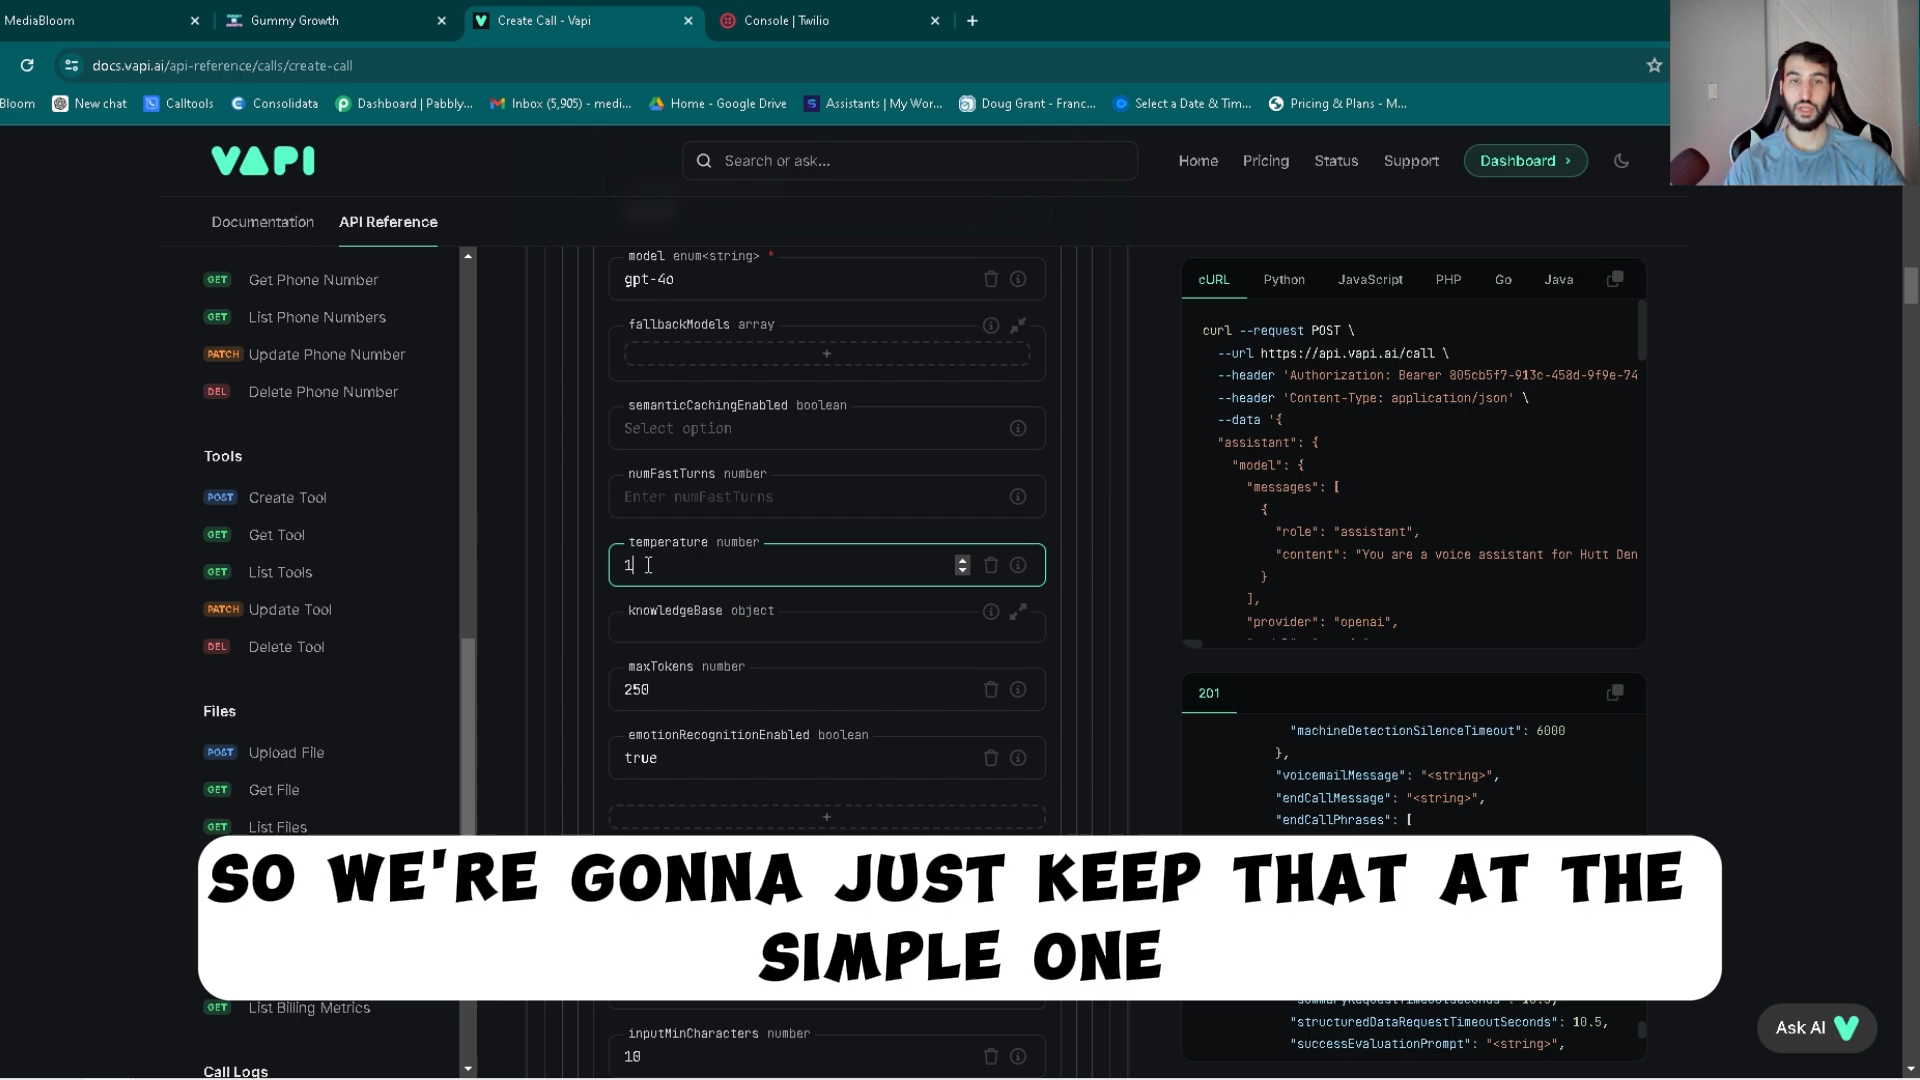 MediaBloom
Gummy Growth
Create Call - Vapi
Console | Twilio
docs.vapi.ai/api-reference/calls/create-call
Bloom
New chat
Calltools
Consolidata
Dashboard | Pabbly...
Inbox (5,905) - medi...
Home - Google Drive
Assistants | My Wor...
Doug Grant - Franc...
Select a Date & Tim...
Pricing & Plans - M...
VAPI
Search or ask...
Home
Pricing
Status
Support
Dashboard
Documentation
API Reference
GET Get Phone Number
GET List Phone Numbers
PATCH Update Phone Number
DEL Delete Phone Number
Tools
POST Create Tool
GET Get Tool
GET List Tools
PATCH Update Tool
DEL Delete Tool
Files
POST Upload File
GET Get File
GET List Files
GET List Billing Metrics
Call Logs
model enum<string> *
gpt-4o
fallbackModels array
+
semanticCachingEnabled boolean
Select option
numFastTurns number
Enter numFastTurns
temperature number
1
knowledgeBase object
maxTokens number
250
emotionRecognitionEnabled boolean
true
+
inputMinCharacters number
10
cURL
Python
JavaScript
PHP
Go
Java
curl --request POST \
--url https://api.vapi.ai/call \
--header 'Authorization: Bearer 805cb5f7-913c-458d-9f9e-74
--header 'Content-Type: application/json' \
--data '{
"assistant": {
"model": {
"messages": [
{
"role": "assistant",
"content": "You are a voice assistant for Hutt Den
}
],
"provider": "openai",
201
"machineDetectionSilenceTimeout": 6000
},
"voicemailMessage": "<string>",
"endCallMessage": "<string>",
"endCallPhrases": [
"structuredDataRequestTimeoutSeconds": 10.5,
"successEvaluationPrompt": "<string>",
Ask AI
SO WE'RE GONNA JUST KEEP THAT AT THE
SIMPLE ONE